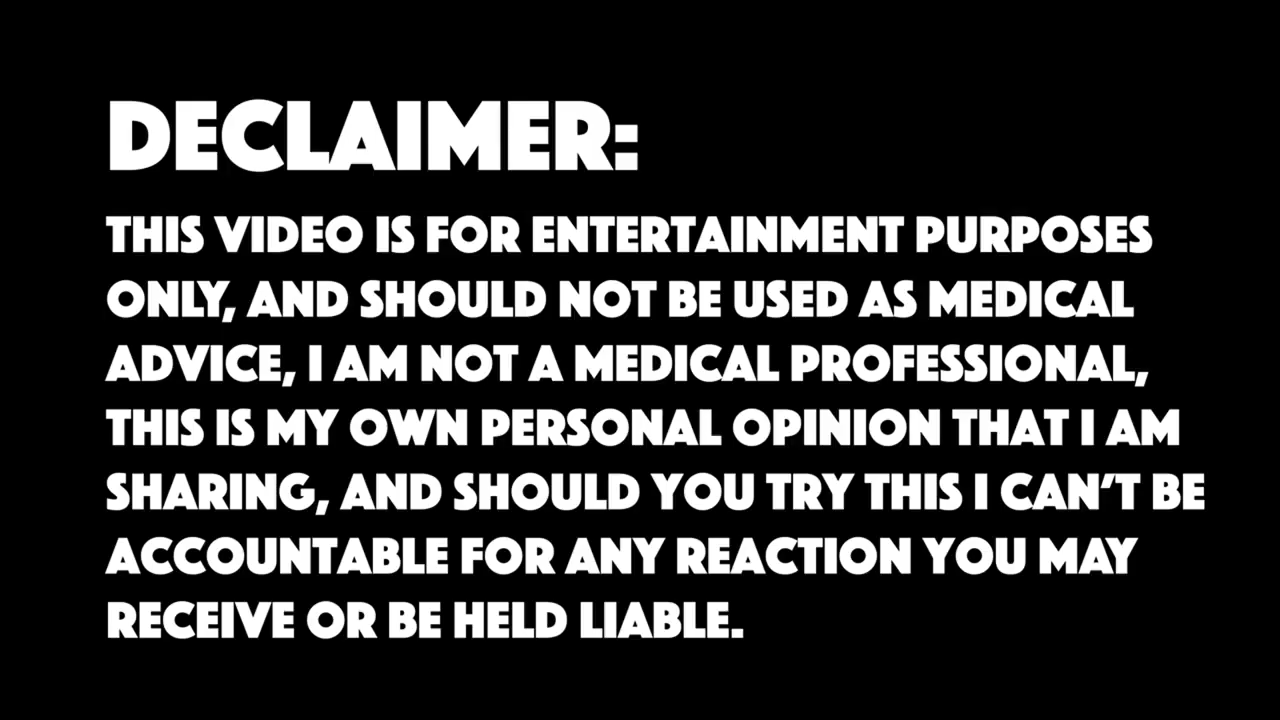 DECLAIMER:
THIS VIDEO IS FOR ENTERTAINMENT PURPOSES
ONLY, AND SHOULD NOT BE USED AS MEDICAL
ADVICE, I AM NOT A MEDICAL PROFESSIONAL,
THIS IS MY OWN PERSONAL OPINION THAT I AM
SHARING, AND SHOULD YOU TRY THIS I CAN'T BE
ACCOUNTABLE FOR ANY REACTION YOU MAY
RECEIVE OR BE HELD LIABLE.